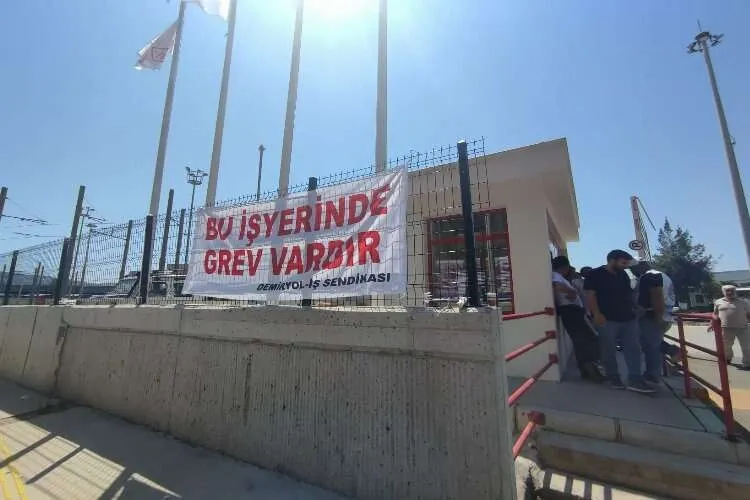 BU İŞYERİNDE
GREV VARDIR
DEMİRYOL-İŞ SENDİKASI